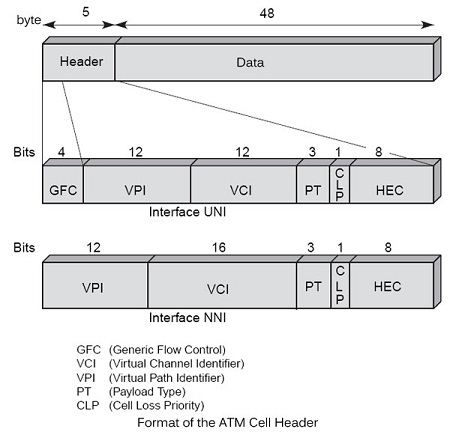 5 48
byte
Header Data
Bits 4 12 12 3 1 8
GFC VPI VCI PT CLP HEC
Interface UNI
Bits 12 16 3 1 8
VPI VCI PT CLP HEC
Interface NNI
GFC (Generic Flow Control)
VCI (Virtual Channel Identifier)
VPI (Virtual Path Identifier)
PT (Payload Type)
CLP (Cell Loss Priority)
Format of the ATM Cell Header